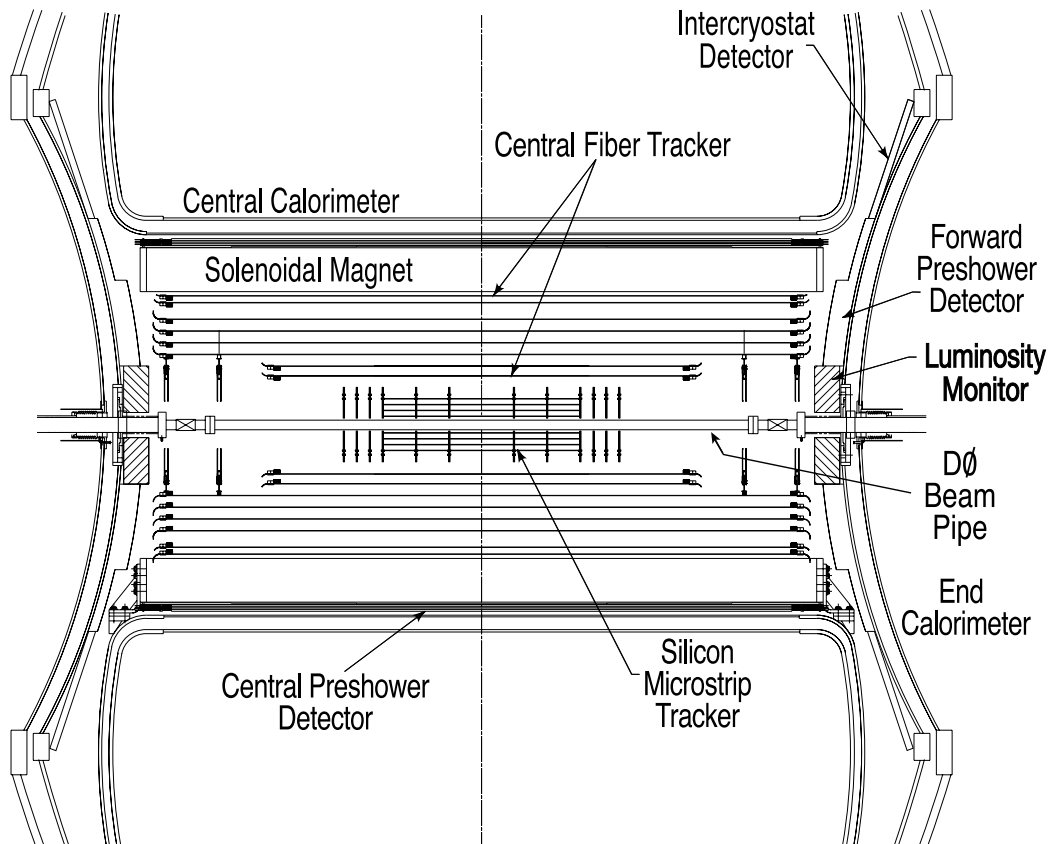 Intercryostat
Detector
Central Fiber Tracker
Central Calorimeter
Solenoidal Magnet
Forward
Preshower
Detector
Luminosity
Monitor
DØ
Beam
Pipe
End
Calorimeter
Silicon
Microstrip
Tracker
Central Preshower
Detector